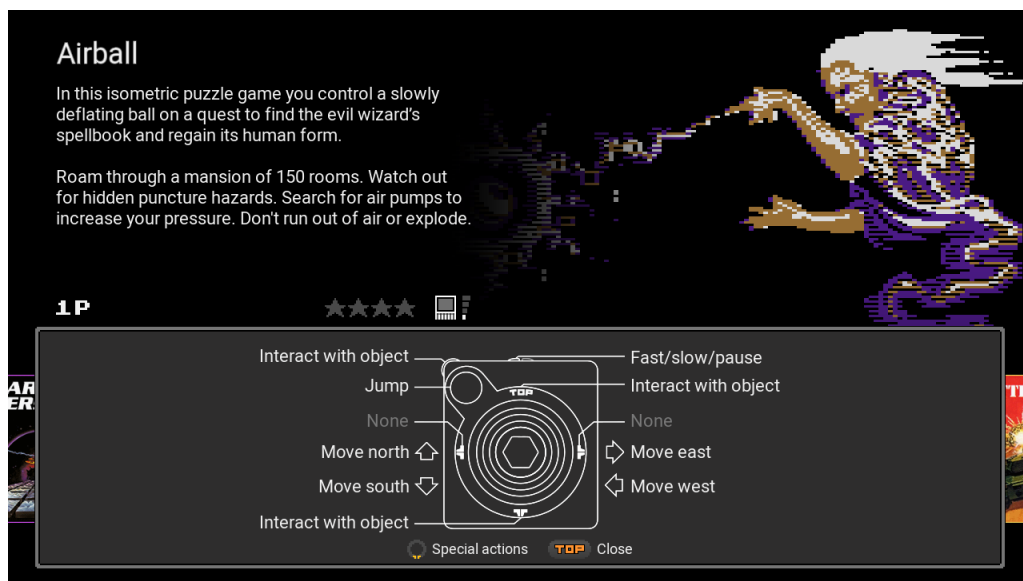 Airball
In this isometric puzzle game you control a slowly
deflating ball on a quest to find the evil wizard's
spellbook and regain its human form.
Roam through a mansion of 150 rooms. Watch out
for hidden puncture hazards. Search for air pumps to
increase your pressure. Don't run out of air or explode.
1P
Interact with object
Fast/slow/pause
Jump
TOP
Interact with object
None
None
Move north
Move east
Move south
Move west
Interact with object
Special actions
TOP
Close